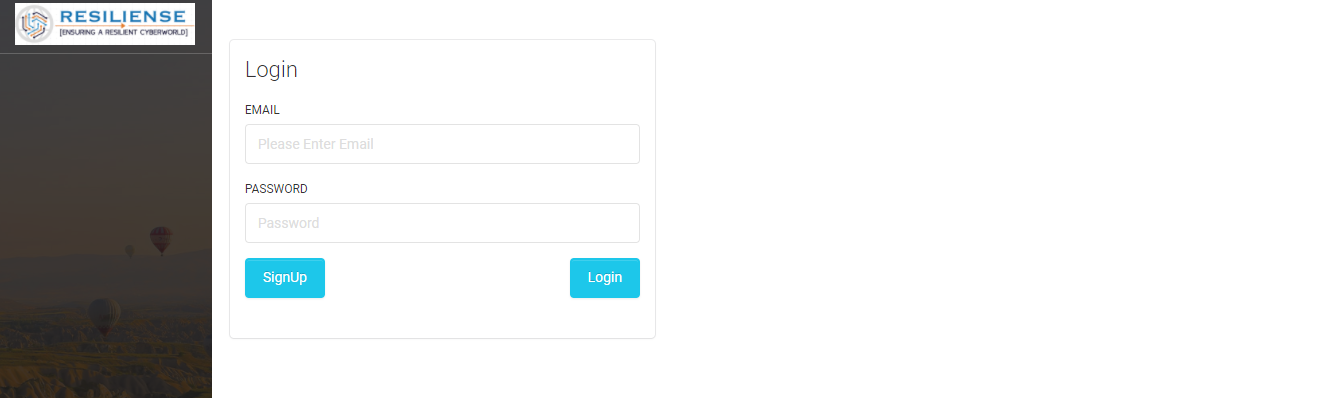 RESILIENSE
[ENSURING A RESILIENT CYBERWORLD]
Login
EMAIL
Please Enter Email
PASSWORD
Password
SignUp
Login